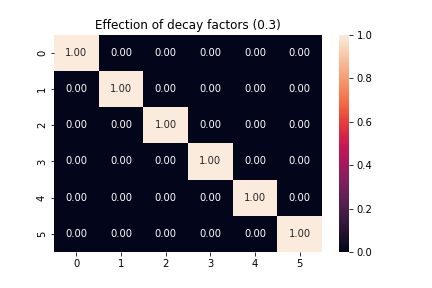 Effection of decay factors (0.3)
0 1.00 0.00 0.00 0.00 0.00 0.00
1 0.00 1.00 0.00 0.00 0.00 0.00
2 0.00 0.00 1.00 0.00 0.00 0.00
3 0.00 0.00 0.00 1.00 0.00 0.00
4 0.00 0.00 0.00 0.00 1.00 0.00
5 0.00 0.00 0.00 0.00 0.00 1.00
0 1 2 3 4 5
1.0
0.8
0.6
0.4
0.2
0.0